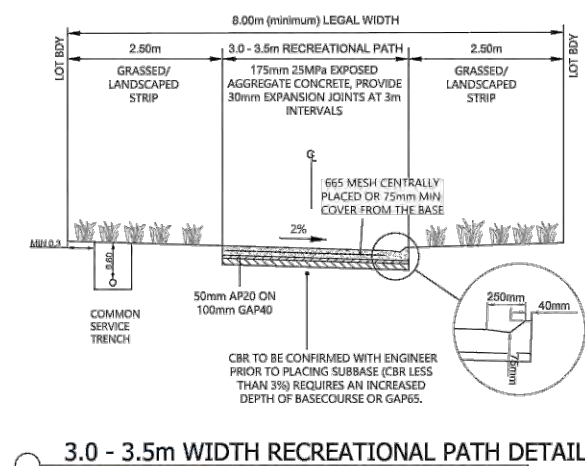 8.00m (minimum) LEGAL WIDTH
LOT BDY
2.50m
3.0 - 3.5m RECREATIONAL PATH
2.50m
LOT BDY
GRASSED/
LANDSCAPED
STRIP
175mm 25MPa EXPOSED
AGGREGATE CONCRETE, PROVIDE
30mm EXPANSION JOINTS AT 3m
INTERVALS
GRASSED/
LANDSCAPED
STRIP
665 MESH CENTRALLY
PLACED OR 75mm MIN
COVER FROM THE BASE
2%
MIN 0.3
0.60
COMMON
SERVICE
TRENCH
50mm AP20 ON
100mm GAP40
250mm
40mm
75mm
CBR TO BE CONFIRMED WITH ENGINEER
PRIOR TO PLACING SUBBASE (CBR LESS
THAN 3%) REQUIRES AN INCREASED
DEPTH OF BASECOURSE OR GAP65.
3.0 - 3.5m WIDTH RECREATIONAL PATH DETAIL